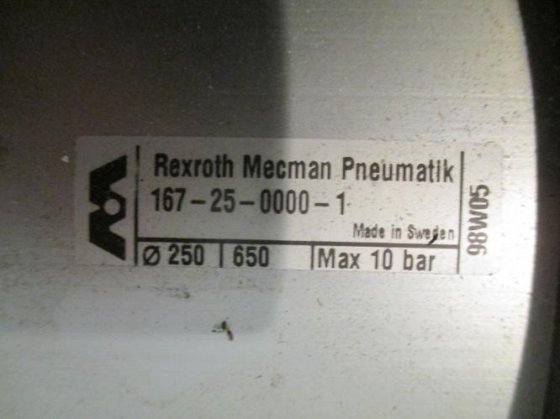 Rexroth Mecman Pneumatik
167-25-0000-1
Made in Sweden
Ø 250 650 Max 10 bar
98W05